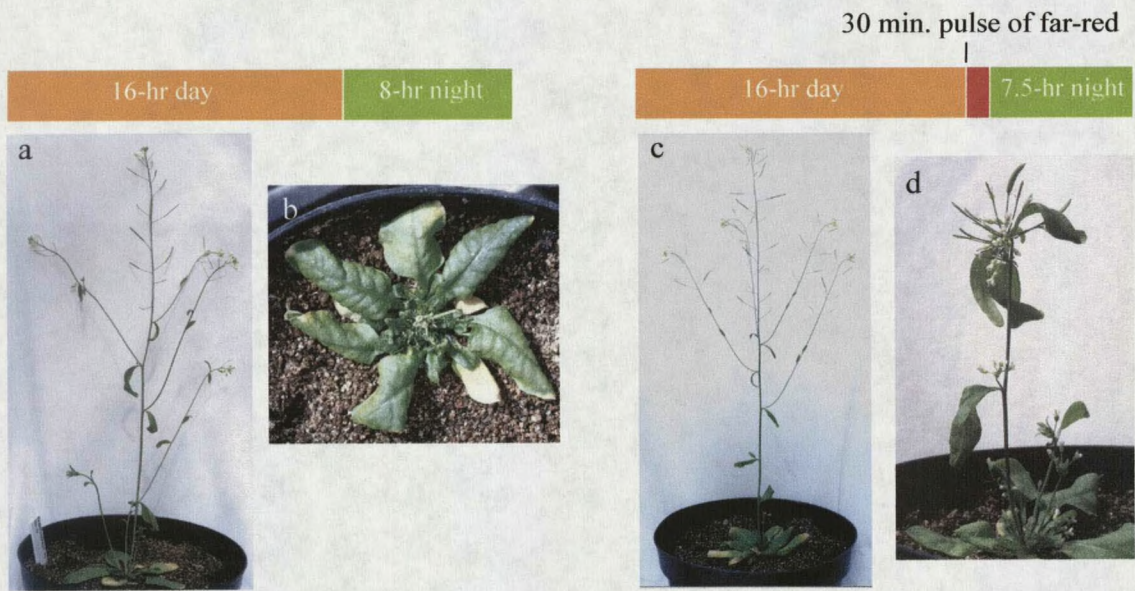 30 min. pulse of far-red
16-hr day 8-hr night
16-hr day 7.5-hr night
a
b
c
d